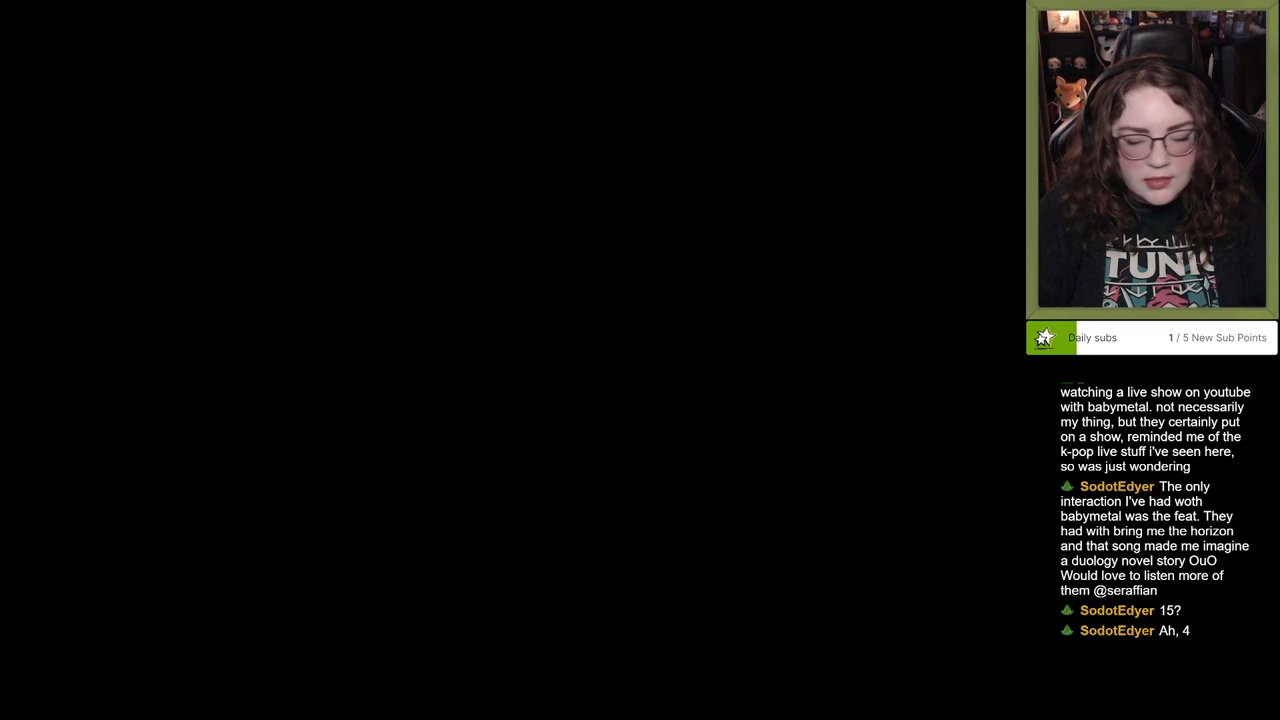 TUNI
Daily subs 1 / 5 New Sub Points
watching a live show on youtube
with babymetal. not necessarily
my thing, but they certainly put
on a show, reminded me of the
k-pop live stuff i've seen here,
so was just wondering
SodotEdyer The only
interaction I've had woth
babymetal was the feat. They
had with bring me the horizon
and that song made me imagine
a duology novel story OuO
Would love to listen more of
them @seraffian
SodotEdyer 15?
SodotEdyer Ah, 4